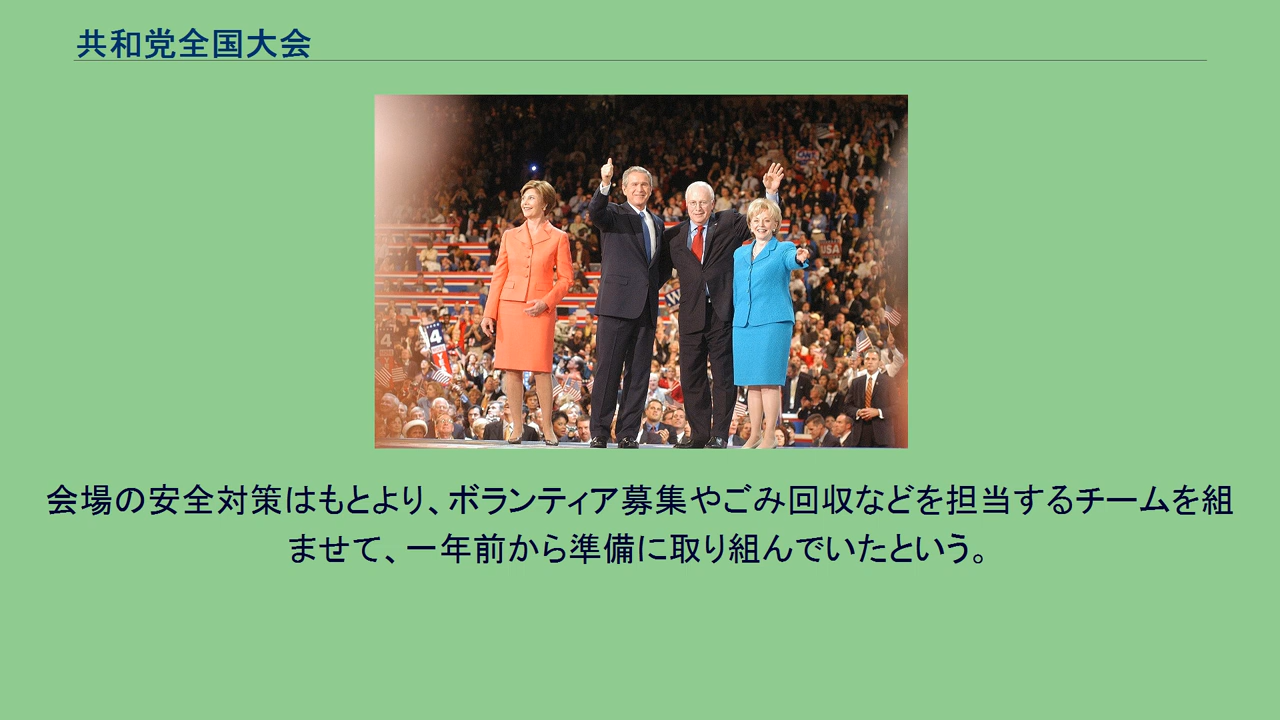 共和党全国大会
4
4
USA
会場の安全対策はもとより、ボランティア募集やごみ回収などを担当するチームを組
ませて、一年前から準備に取り組んでいたという。